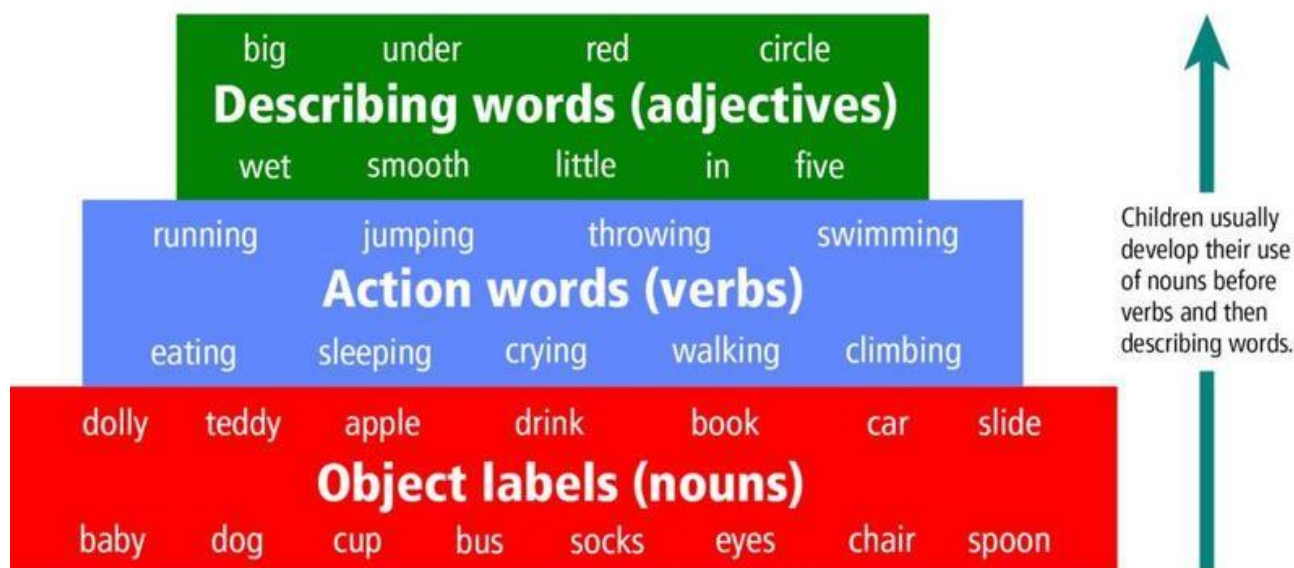 big under red circle
Describing words (adjectives)
wet smooth little in five
running jumping throwing swimming
Action words (verbs)
eating sleeping crying walking climbing
dolly teddy apple drink book car slide
Object labels (nouns)
baby dog cup bus socks eyes chair spoon
Children usually
develop their use
of nouns before
verbs and then
describing words.